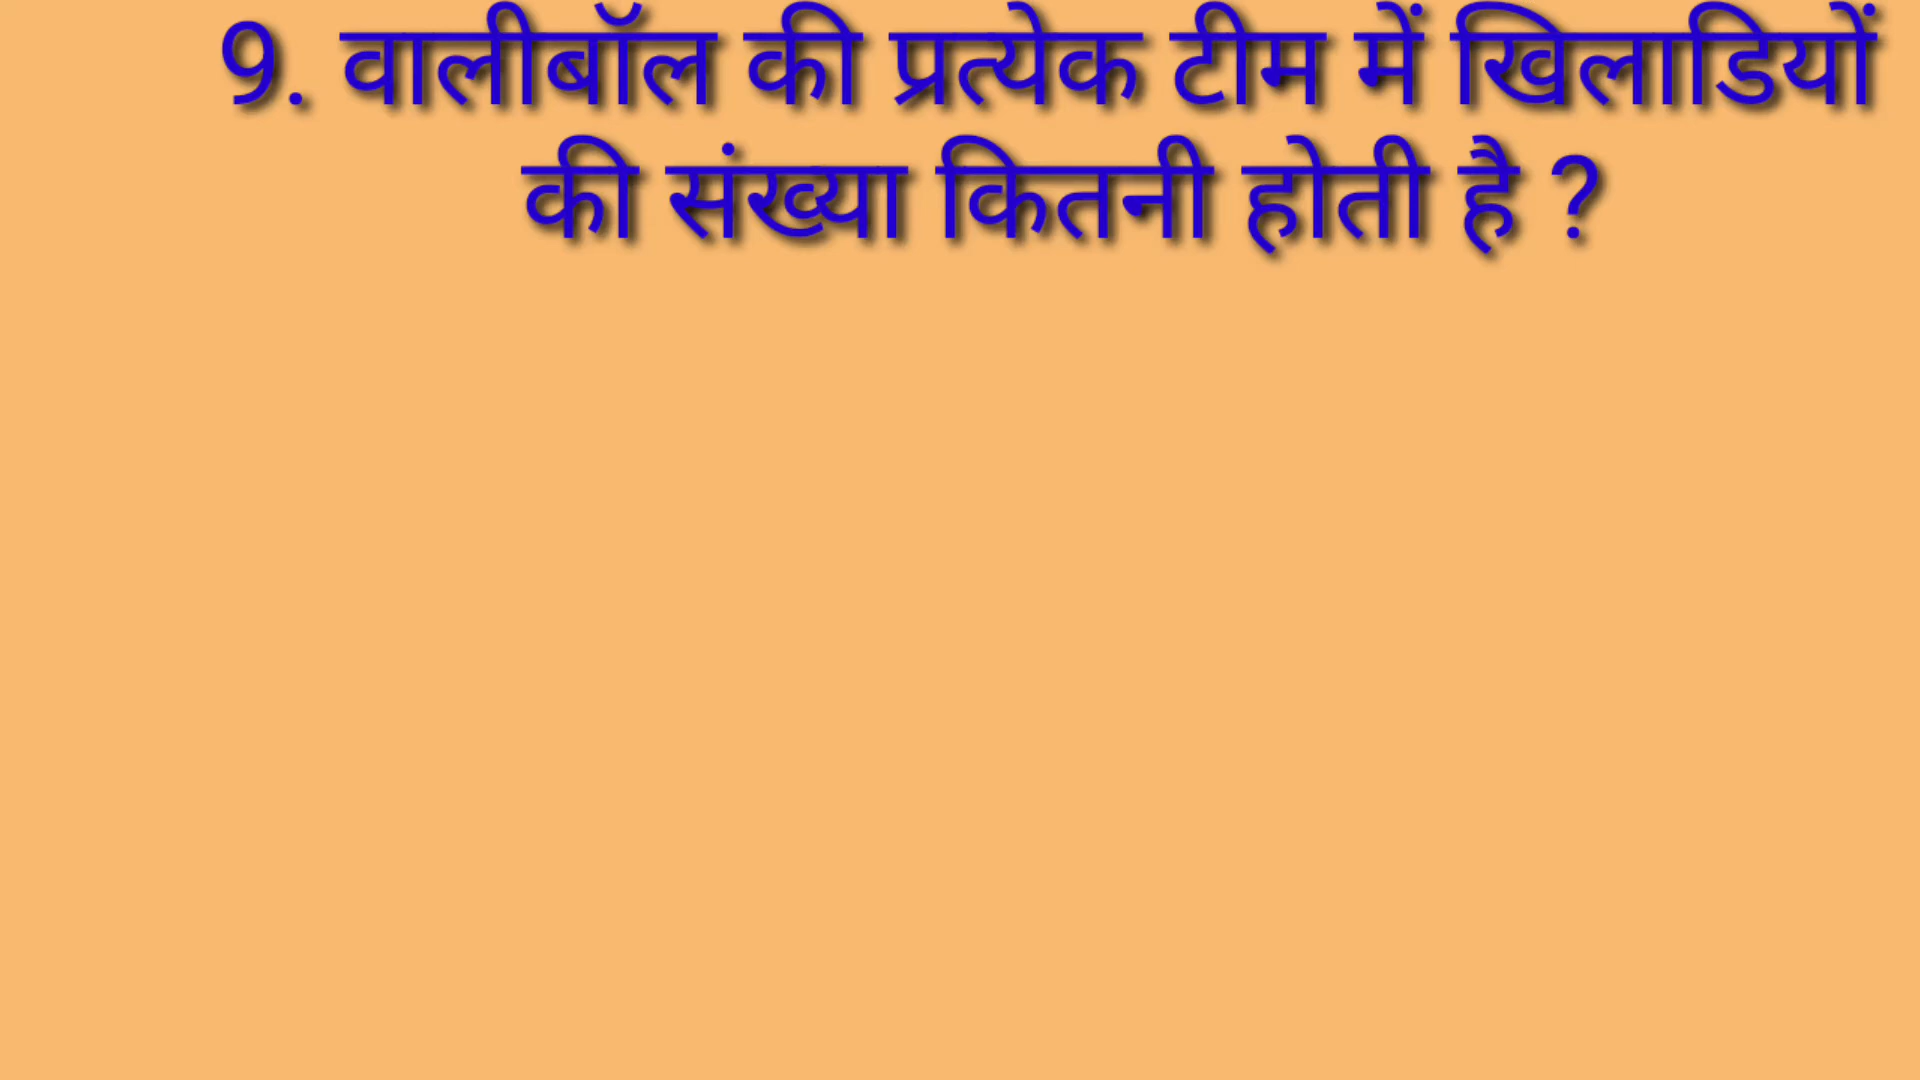 9. वालीबॉल की प्रत्येक टीम में खिलाडियों
की संख्या कितनी होती है ?